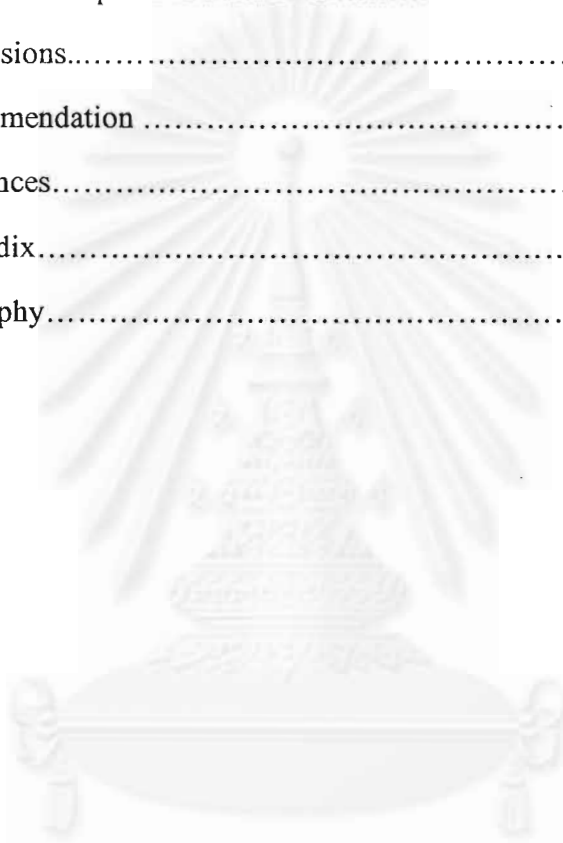 sions......................................................
mendation ................................................
nces......................................................
dix........................................................
phy.......................................................